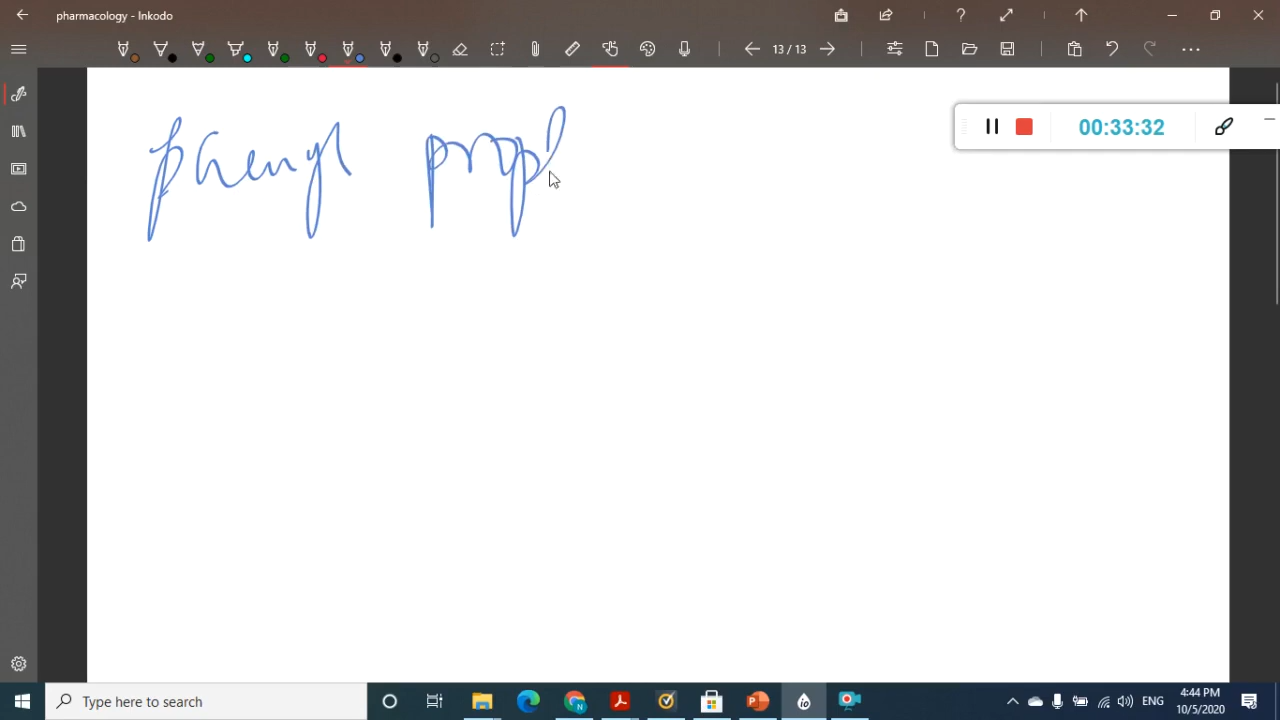 pharmacology - Inkodo
13 / 13
phenyl prop
00:33:32
Type here to search
ENG
4:44 PM
10/5/2020